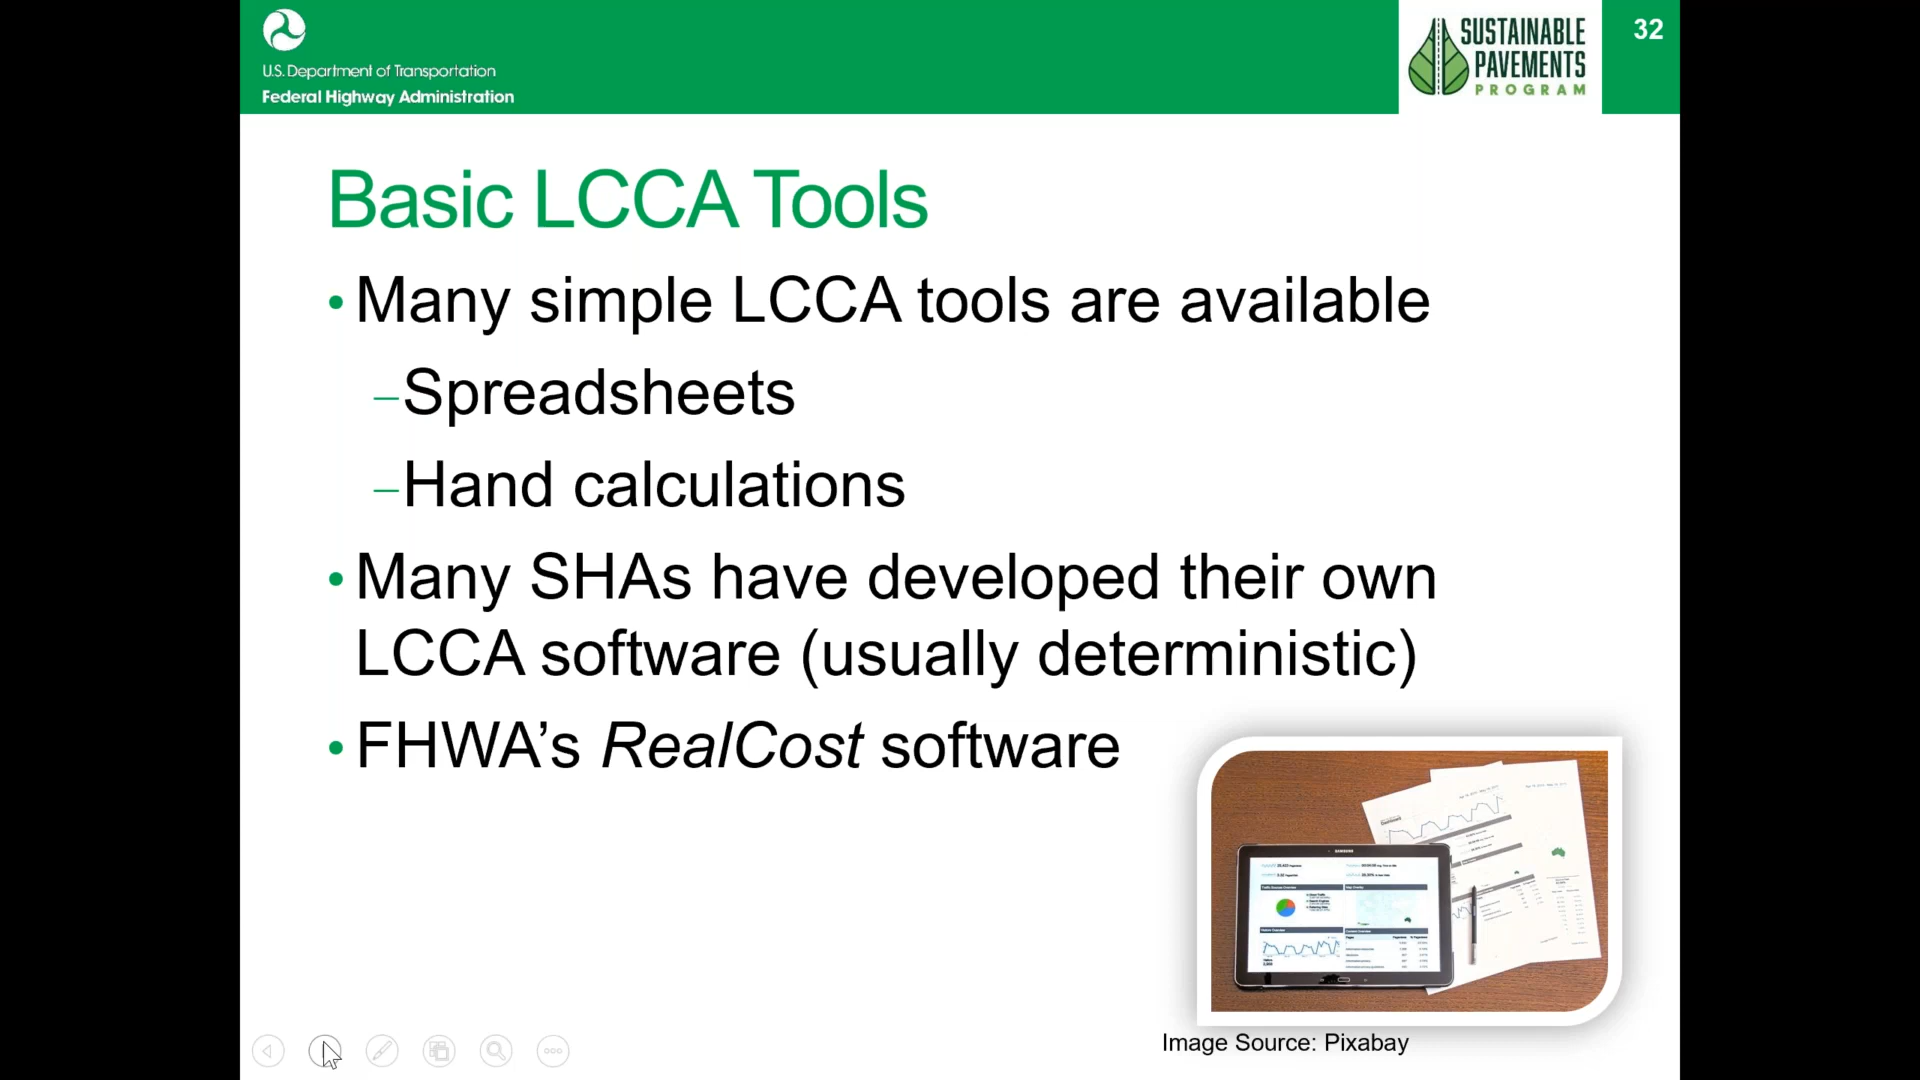 U.S. Department of Transportation
Federal Highway Administration
SUSTAINABLE
PAVEMENTS
PROGRAM
32
Basic LCCA Tools
• Many simple LCCA tools are available
–Spreadsheets
–Hand calculations
• Many SHAs have developed their own
LCCA software (usually deterministic)
• FHWA’s RealCost software
SAMSUNG
Image Source: Pixabay